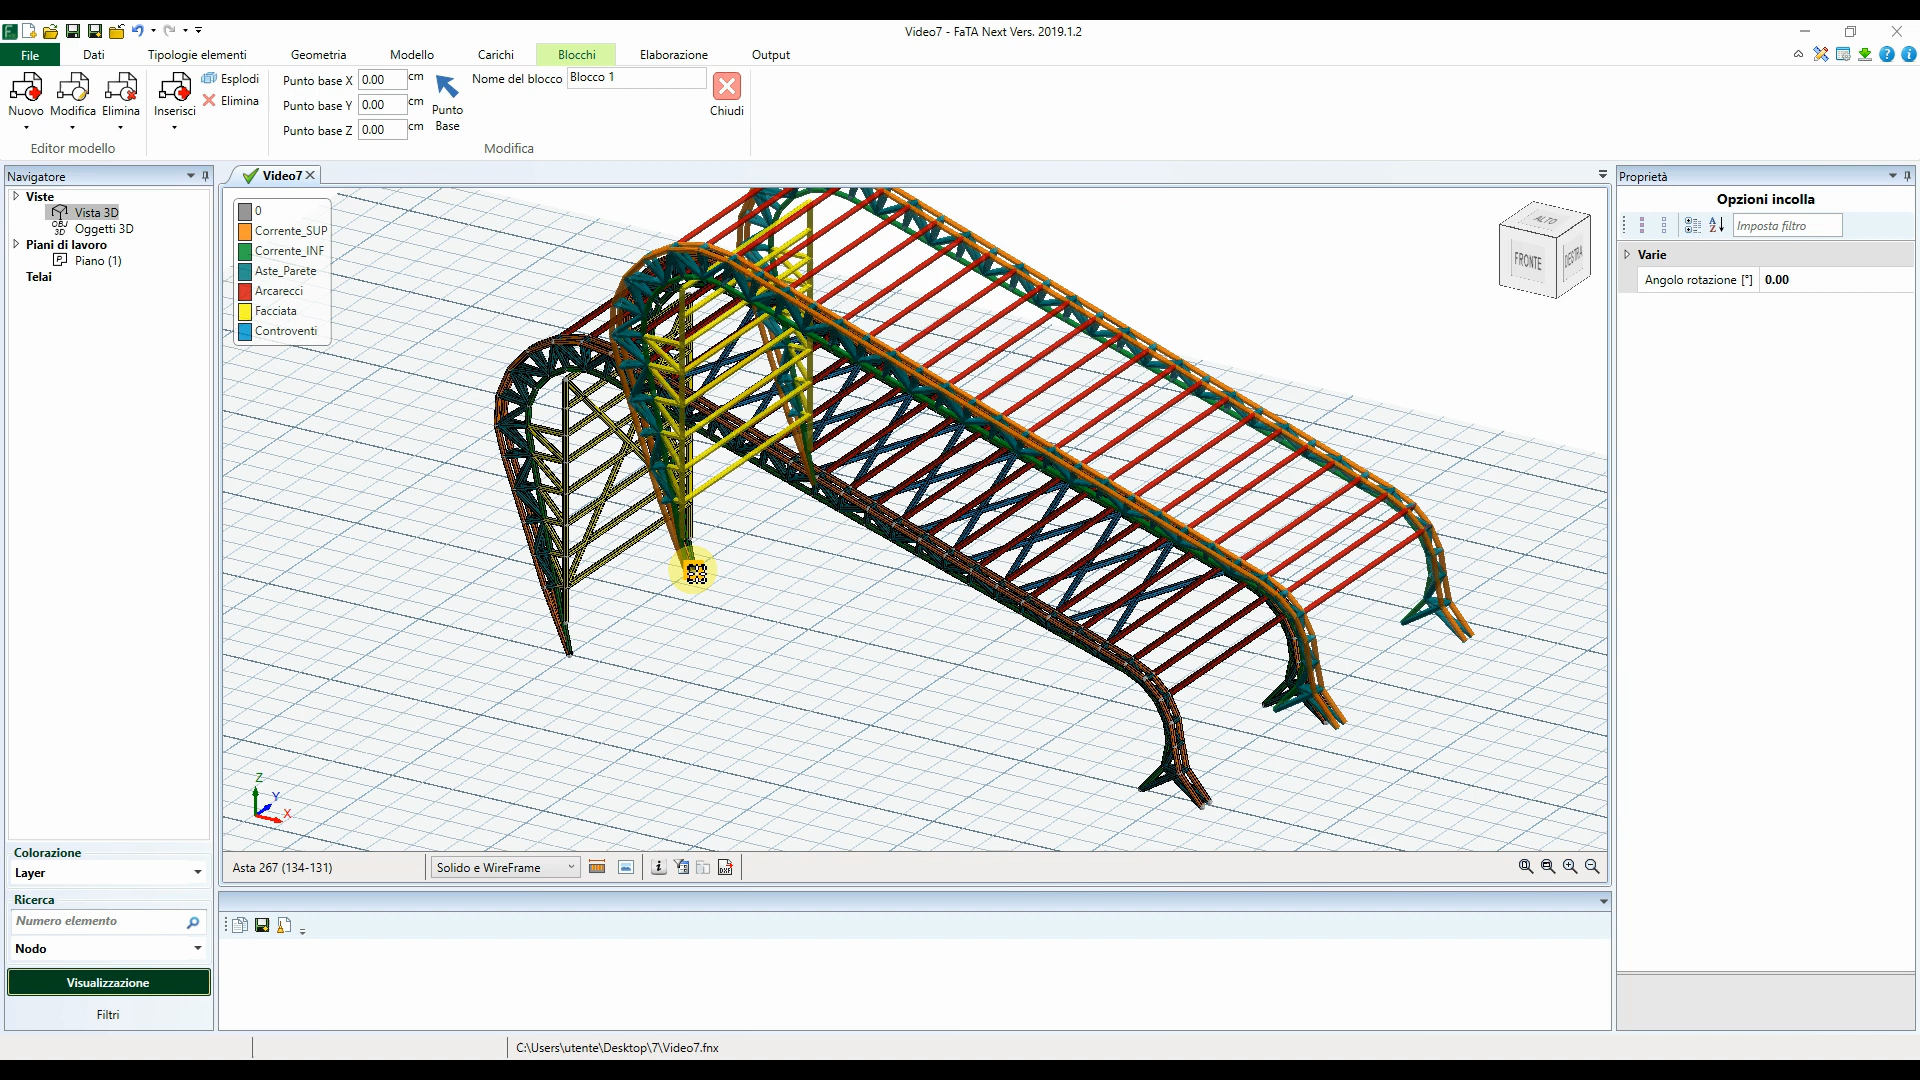 Video7 - FaTA Next Vers. 2019.1.2
File
Dati
Tipologie elementi
Geometria
Modello
Carichi
Blocchi
Elaborazione
Output
Nuovo
Modifica
Elimina
Inserisci
Esplodi
Elimina
Punto base X 0.00 cm
Punto base Y 0.00 cm
Punto base Z 0.00 cm
Punto
Base
Nome del blocco Blocco 1
Chiudi
Editor modello
Modifica
Navigatore
Viste
Vista 3D
OBJ
3D
Oggetti 3D
Piani di lavoro
Piano (1)
Telai
Video7
0
Corrente_SUP
Corrente_INF
Aste_Parete
Arcarecci
Facciata
Controventi
ALTO
FRONTE
DESTRA
Z
Y
X
Proprietà
Opzioni incolla
Imposta filtro
Varie
Angolo rotazione [°] 0.00
Colorazione
Layer
Ricerca
Numero elemento
Nodo
Visualizzazione
Filtri
Asta 267 (134-131)
Solido e WireFrame
DXF
C:\Users\utente\Desktop\7\Video7.fnx